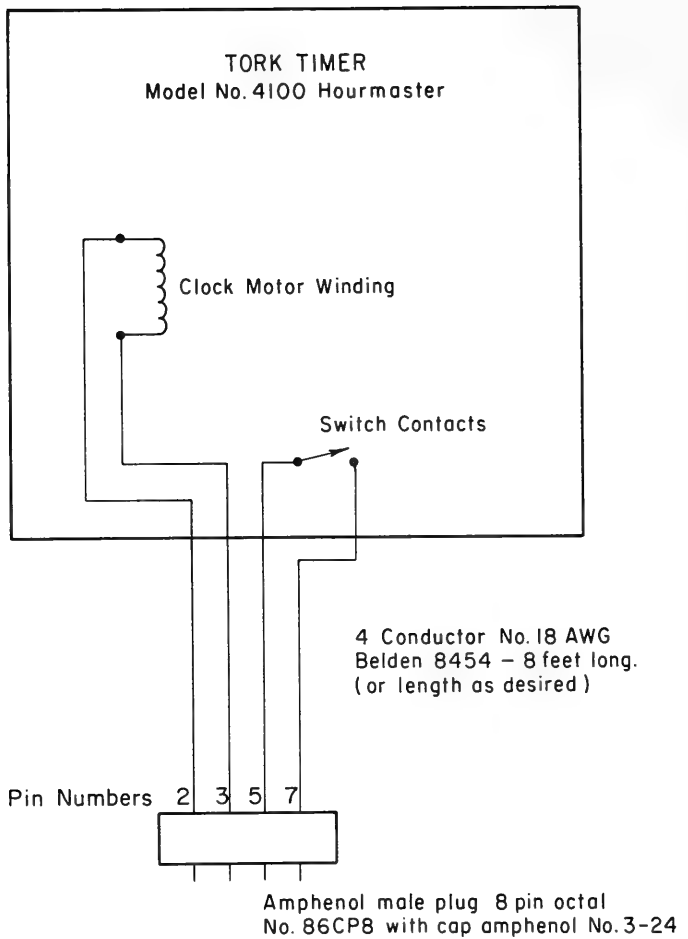 TORK TIMER
Model No. 4100 Hourmaster
Clock Motor Winding
Switch Contacts
4 Conductor No. 18 AWG
Belden 8454 – 8 feet long.
(or length as desired)
Pin Numbers 2 3 5 7
Amphenol male plug 8 pin octal
No. 86CP8 with cap amphenol No. 3-24